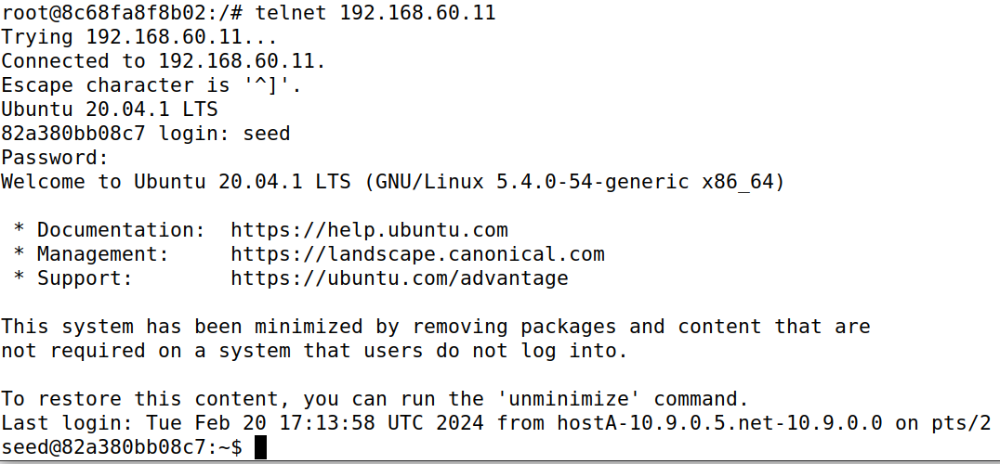 root@8c68fa8f8b02:/# telnet 192.168.60.11
Trying 192.168.60.11...
Connected to 192.168.60.11.
Escape character is '^]'.
Ubuntu 20.04.1 LTS
82a380bb08c7 login: seed
Password:
Welcome to Ubuntu 20.04.1 LTS (GNU/Linux 5.4.0-54-generic x86_64)

 * Documentation:  https://help.ubuntu.com
 * Management:     https://landscape.canonical.com
 * Support:        https://ubuntu.com/advantage

This system has been minimized by removing packages and content that are
not required on a system that users do not log into.

To restore this content, you can run the 'unminimize' command.
Last login: Tue Feb 20 17:13:58 UTC 2024 from hostA-10.9.0.5.net-10.9.0.0 on pts/2
seed@82a380bb08c7:~$